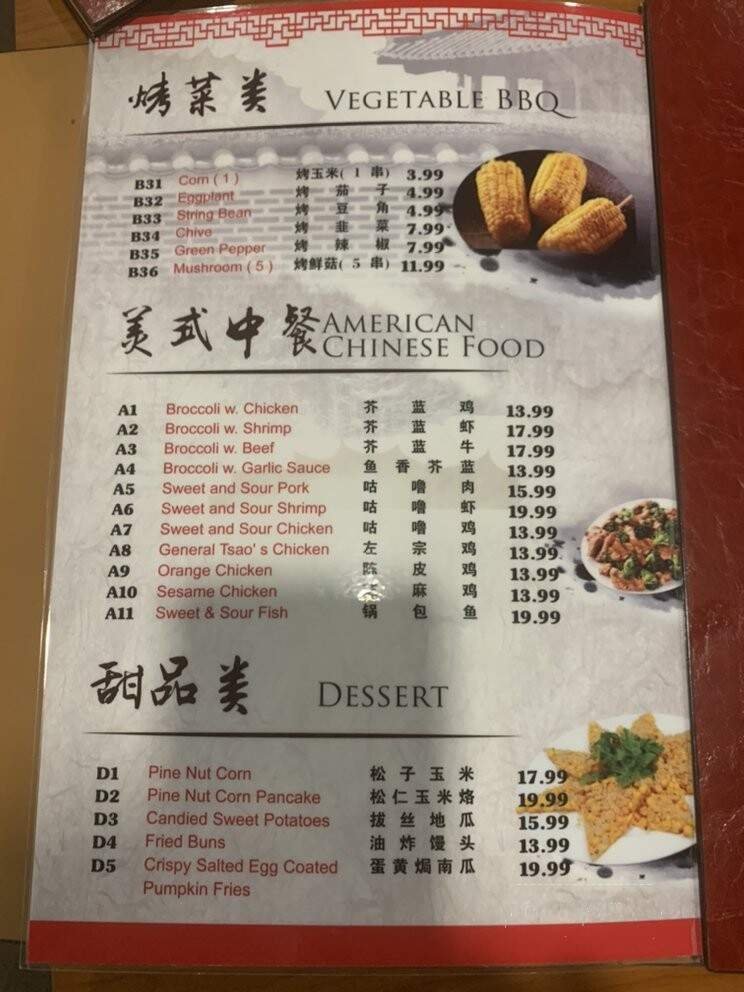 烤菜类 VEGETABLE BBQ
B31 Corn ( 1 ) 烤玉米( 1 串) 3.99
B32 Eggplant 烤茄子 4.99
B33 String Bean 烤豆角 4.99
B34 Chive 烤韭菜 7.99
B35 Green Pepper 烤辣椒 7.99
B36 Mushroom ( 5 ) 烤鲜菇( 5 串) 11.99
美式中餐 AMERICAN
CHINESE FOOD
A1 Broccoli w. Chicken 芥蓝鸡 13.99
A2 Broccoli w. Shrimp 芥蓝虾 17.99
A3 Broccoli w. Beef 芥蓝牛 17.99
A4 Broccoli w. Garlic Sauce 鱼香芥蓝 13.99
A5 Sweet and Sour Pork 咕噜肉 15.99
A6 Sweet and Sour Shrimp 咕噜虾 19.99
A7 Sweet and Sour Chicken 咕噜鸡 13.99
A8 General Tsao' s Chicken 左宗鸡 13.99
A9 Orange Chicken 陈皮鸡 13.99
A10 Sesame Chicken 麻鸡 13.99
A11 Sweet & Sour Fish 锅包鱼 19.99
甜品类 DESSERT
D1 Pine Nut Corn 松子玉米 17.99
D2 Pine Nut Corn Pancake 松仁玉米烙 19.99
D3 Candied Sweet Potatoes 拔丝地瓜 15.99
D4 Fried Buns 油炸馒头 13.99
D5 Crispy Salted Egg Coated 蛋黄焗南瓜 19.99
Pumpkin Fries